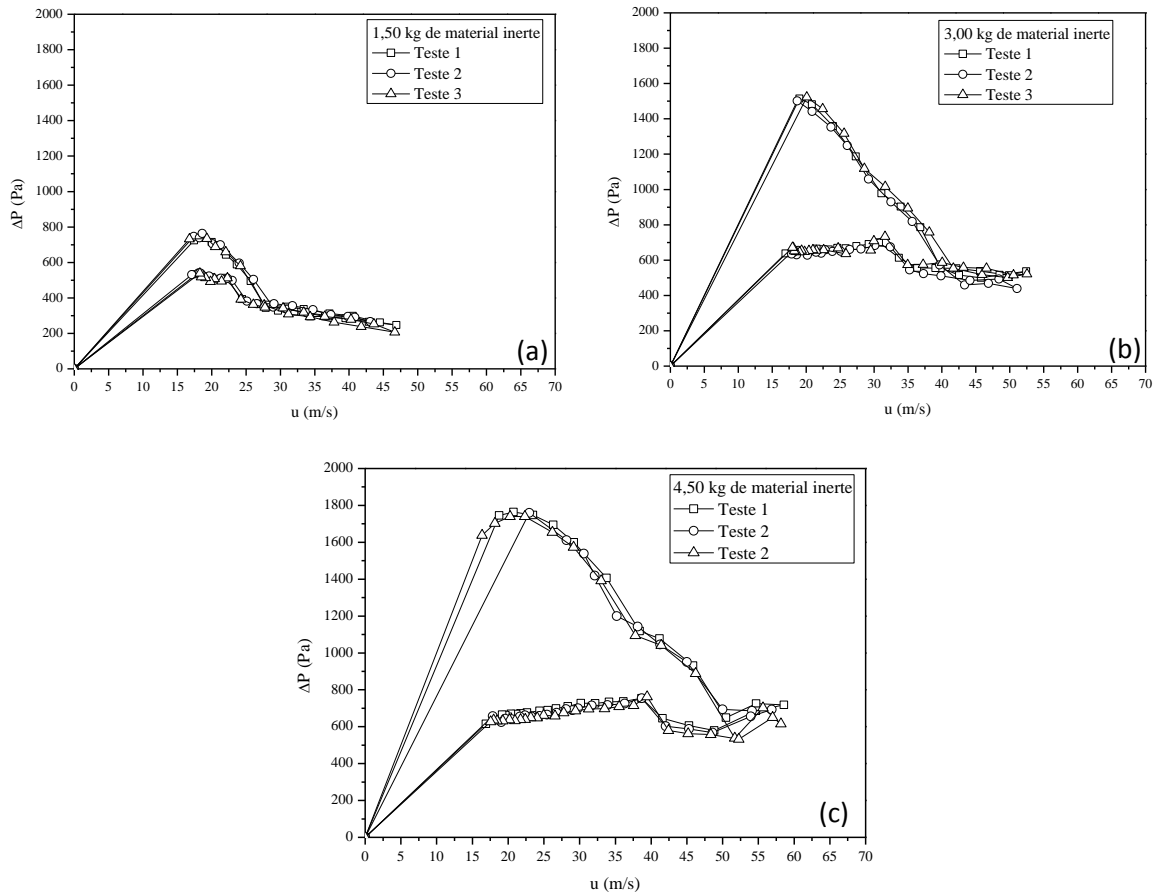 2000
1800
1600
1400
1200
1000
800
600
400
200
0
ΔP (Pa)
1,50 kg de material inerte
Teste 1
Teste 2
Teste 3
(a)
0 5 10 15 20 25 30 35 40 45 50 55 60 65 70
u (m/s)
2000
1800
1600
1400
1200
1000
800
600
400
200
0
ΔP (Pa)
3,00 kg de material inerte
Teste 1
Teste 2
Teste 3
(b)
0 5 10 15 20 25 30 35 40 45 50 55 60 65 70
u (m/s)
2000
1800
1600
1400
1200
1000
800
600
400
200
0
ΔP (Pa)
4,50 kg de material inerte
Teste 1
Teste 2
Teste 2
(c)
0 5 10 15 20 25 30 35 40 45 50 55 60 65 70
u (m/s)